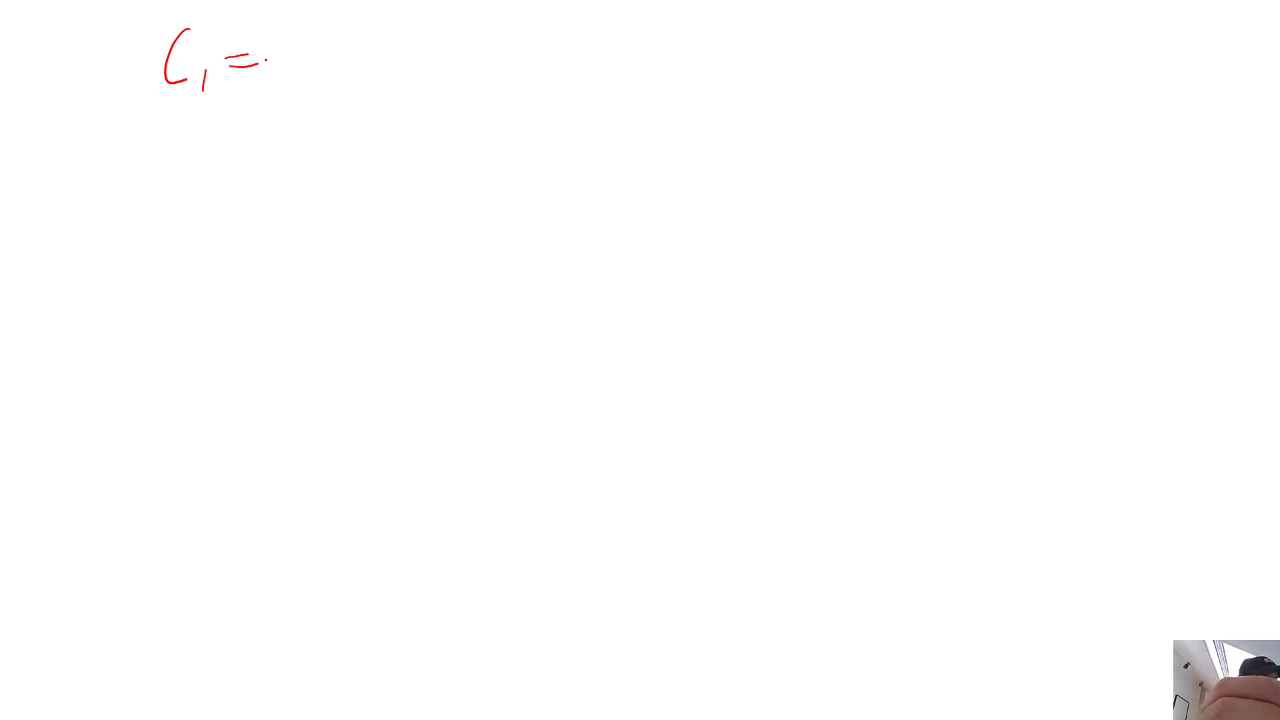 C₁ =